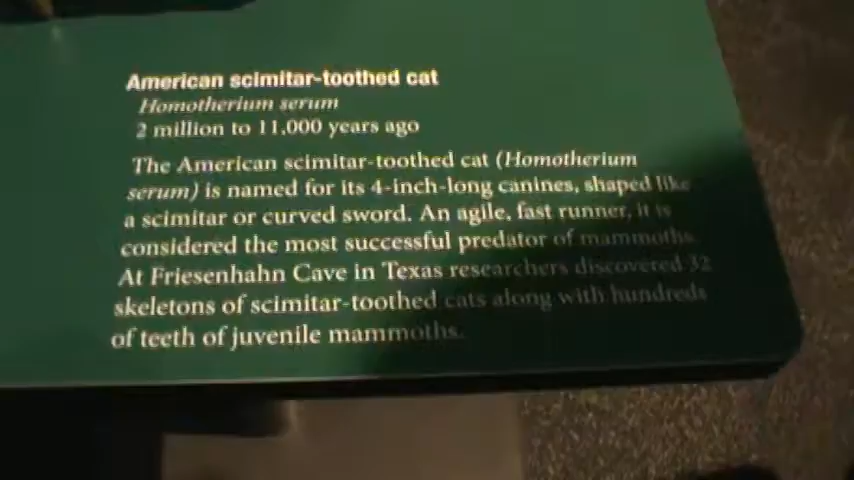 American scimitar-toothed cat
Homotherium serum
2 million to 11,000 years ago
The American scimitar-toothed cat (Homotherium
serum) is named for its 4-inch-long canines, shaped like
a scimitar or curved sword. An agile, fast runner, it is
considered the most successful predator of mammoths.
At Friesenhahn Cave in Texas researchers discovered 32
skeletons of scimitar-toothed cats along with hundreds
of teeth of juvenile mammoths.